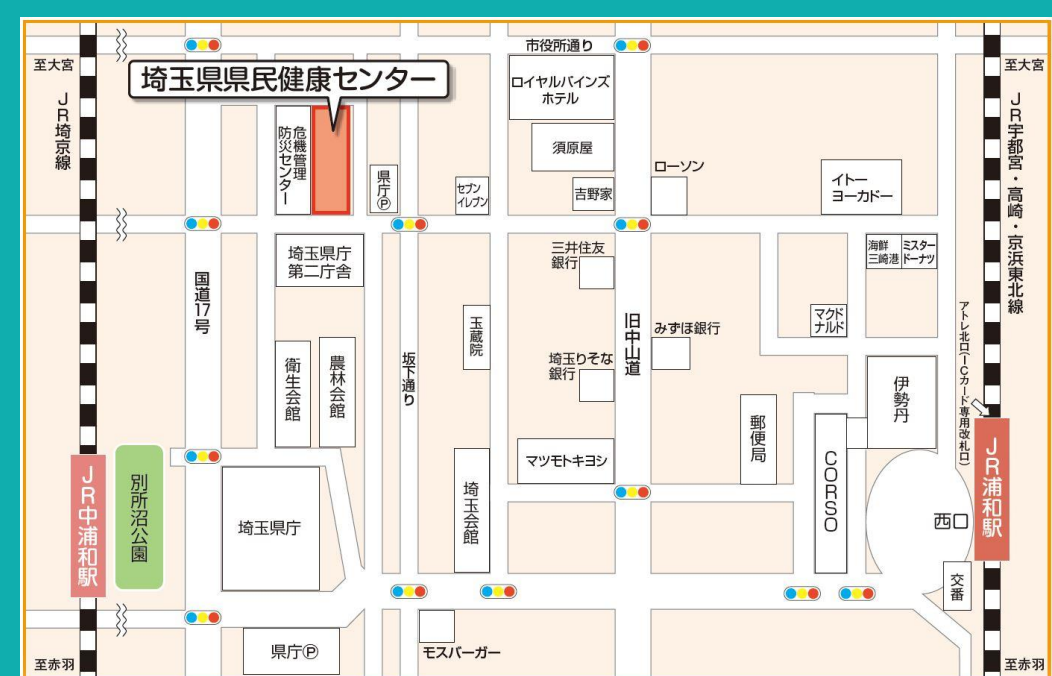 市役所通り
至大宮
JR埼京線
埼玉県県民健康センター
ロイヤルパインズ
ホテル
至大宮
JR宇都宮・高崎・京浜東北線
危機管理
防災センター
県庁Ⓟ
須原屋
セブン
イレブン
吉野家
ローソン
イトー
ヨーカドー
埼玉県庁
第二庁舎
三井住友
銀行
海鮮
三崎港
ミスター
ドーナツ
国道17号
玉蔵院
旧中山道
みずほ銀行
マクド
ナルド
アトレ北口(ICカード専用改札口)
衛生会館
農林会館
坂下通り
埼玉りそな
銀行
伊勢丹
郵便局
CORSO
JR浦和駅
JR中浦和駅
別所沼公園
埼玉県庁
埼玉会館
マツモトキヨシ
西口
交番
県庁Ⓟ
モスバーガー
至赤羽
至赤羽